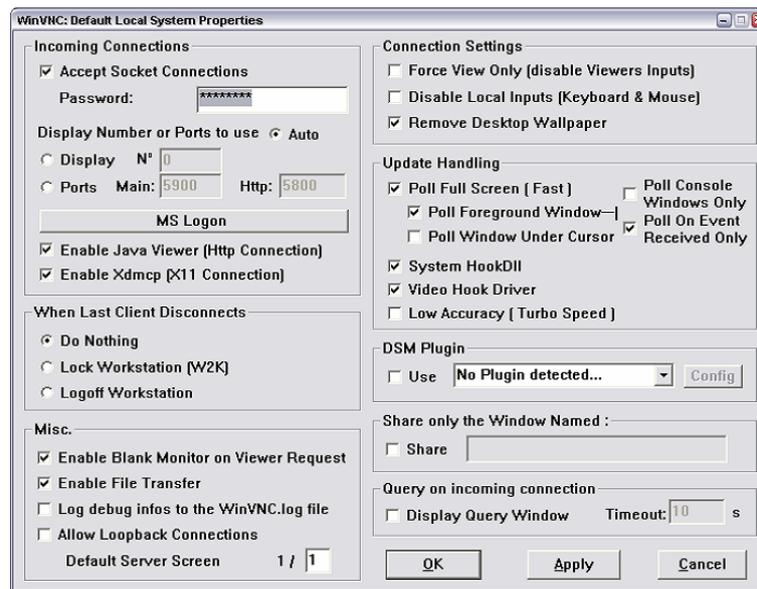 WinVNC: Default Local System Properties
Incoming Connections
Accept Socket Connections
Password: ********
Display Number or Ports to use Auto
Display N° 0
Ports Main: 5900 Http: 5800
MS Logon
Enable Java Viewer (Http Connection)
Enable Xdmcp (X11 Connection)
When Last Client Disconnects
Do Nothing
Lock Workstation (W2K)
Logoff Workstation
Misc.
Enable Blank Monitor on Viewer Request
Enable File Transfer
Log debug infos to the WinVNC.log file
Allow Loopback Connections
Default Server Screen 1 / 1
Connection Settings
Force View Only (disable Viewers Inputs)
Disable Local Inputs (Keyboard & Mouse)
Remove Desktop Wallpaper
Update Handling
Poll Full Screen ( Fast )
Poll Foreground Window
Poll Window Under Cursor
Poll Console
Windows Only
Poll On Event
Received Only
System HookDll
Video Hook Driver
Low Accuracy ( Turbo Speed )
DSM Plugin
Use No Plugin detected... Config
Share only the Window Named :
Share
Query on incoming connection
Display Query Window Timeout: 10 s
OK Apply Cancel